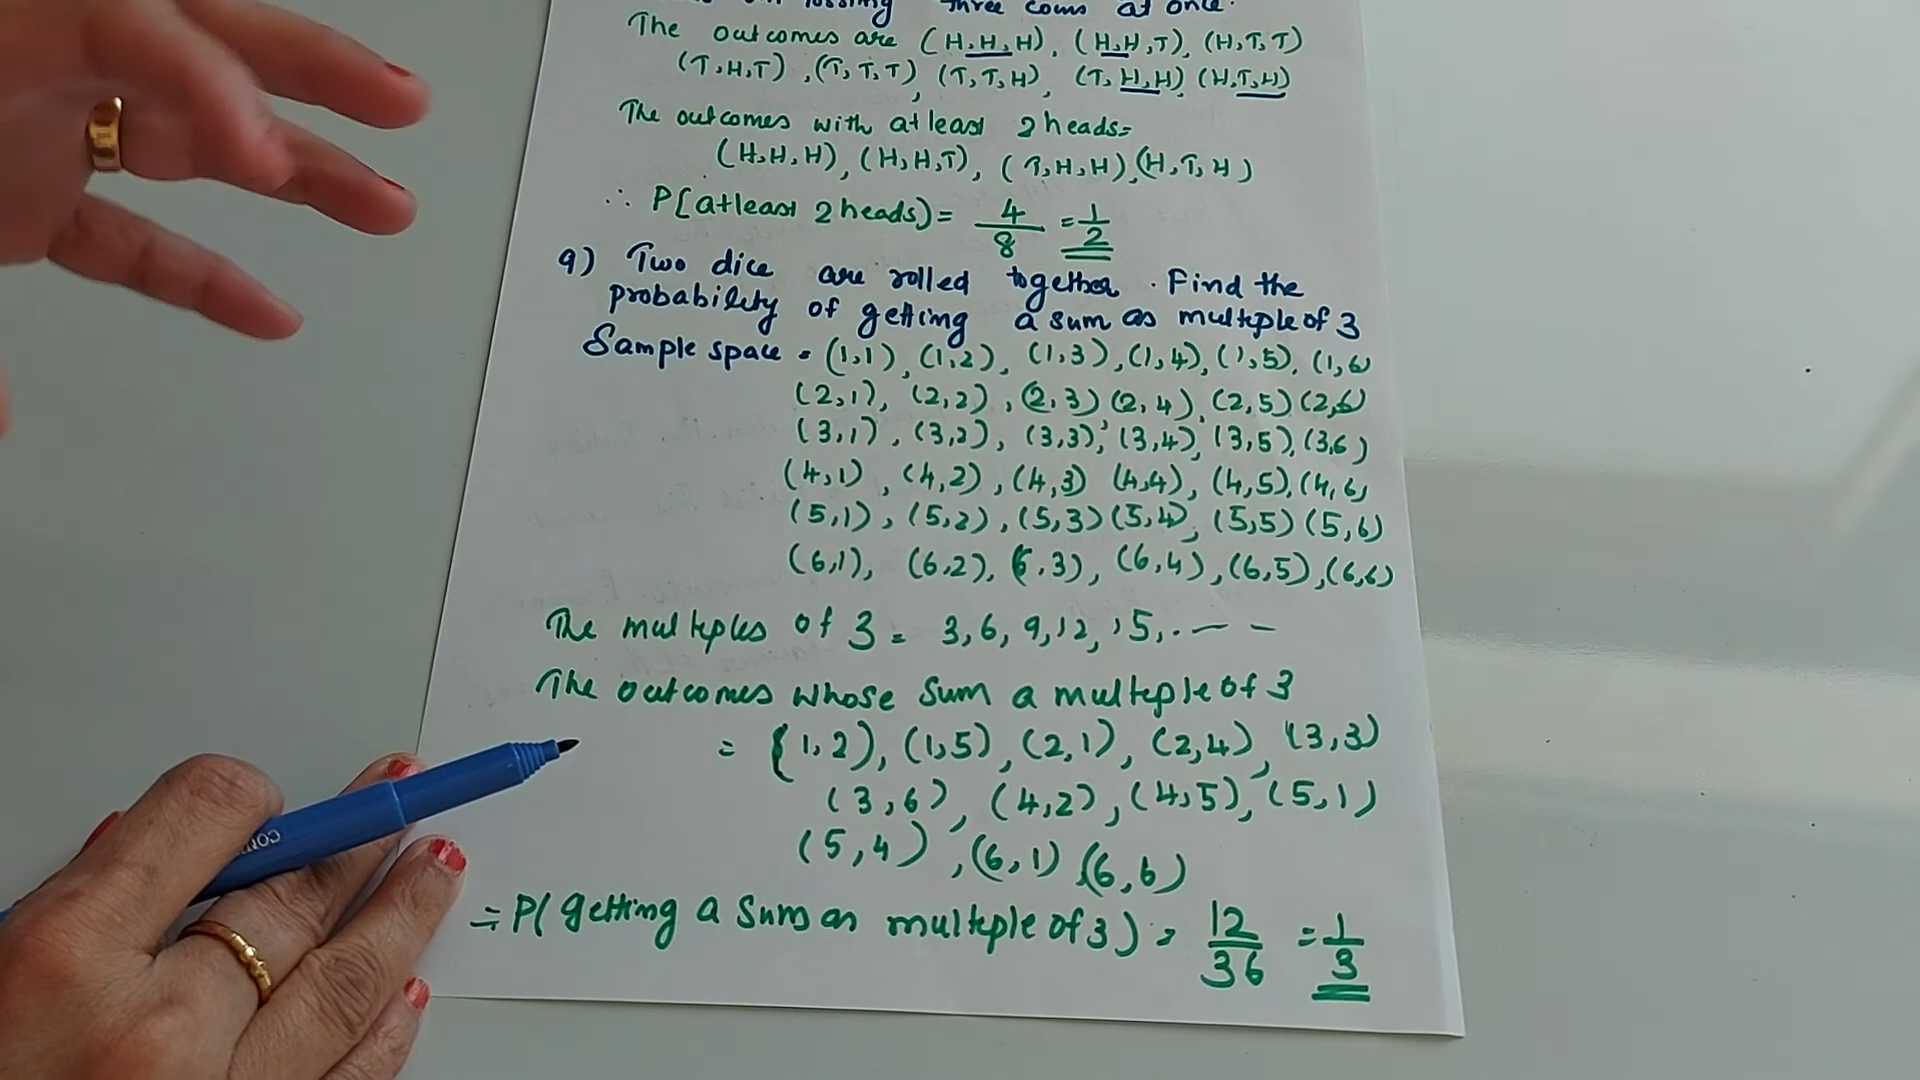 tossing three coins at once.
The outcomes are (H,H,H), (H,H,T), (H,T,T)
(T,H,T), (T,T,T), (T,T,H), (T,H,H) (H,T,H)
The outcomes with atleast 2 heads=
(H,H,H), (H,H,T), (T,H,H), (H,T,H)
∴ P(atleast 2 heads) = 4/8 = 1/2
9) Two dice are rolled together. Find the
probability of getting a sum as multiple of 3
Sample space = (1,1), (1,2), (1,3), (1,4), (1,5), (1,6)
(2,1), (2,2), (2,3) (2,4), (2,5) (2,6)
(3,1), (3,2), (3,3), (3,4), (3,5), (3,6)
(4,1), (4,2), (4,3) (4,4), (4,5), (4,6)
(5,1), (5,2), (5,3) (5,4), (5,5) (5,6)
(6,1), (6,2), (6,3), (6,4), (6,5), (6,6)
The multiples of 3 = 3, 6, 9, 12, 15, . — –
The outcomes whose sum a multiple of 3
= {1,2), (1,5), (2,1), (2,4), (3,3)
(3,6), (4,2), (4,5), (5,1)
(5,4), (6,1) (6,6)
= P( getting a sum as multiple of 3) = 12/36 = 1/3
CO